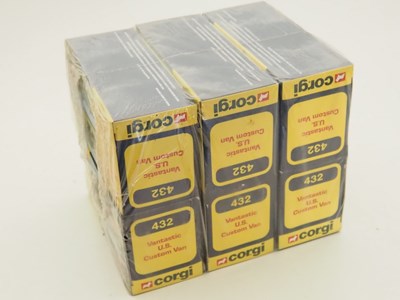 corgi
Vantastic
U.S.
Custom Van
432
corgi
Vantastic
U.S.
Custom Van
432
corgi
Vantastic
U.S.
Custom Van
432
432
Vantastic
U.S.
Custom Van
corgi
432
Vantastic
U.S.
Custom Van
corgi
432
Vantastic
U.S.
Custom Van
corgi